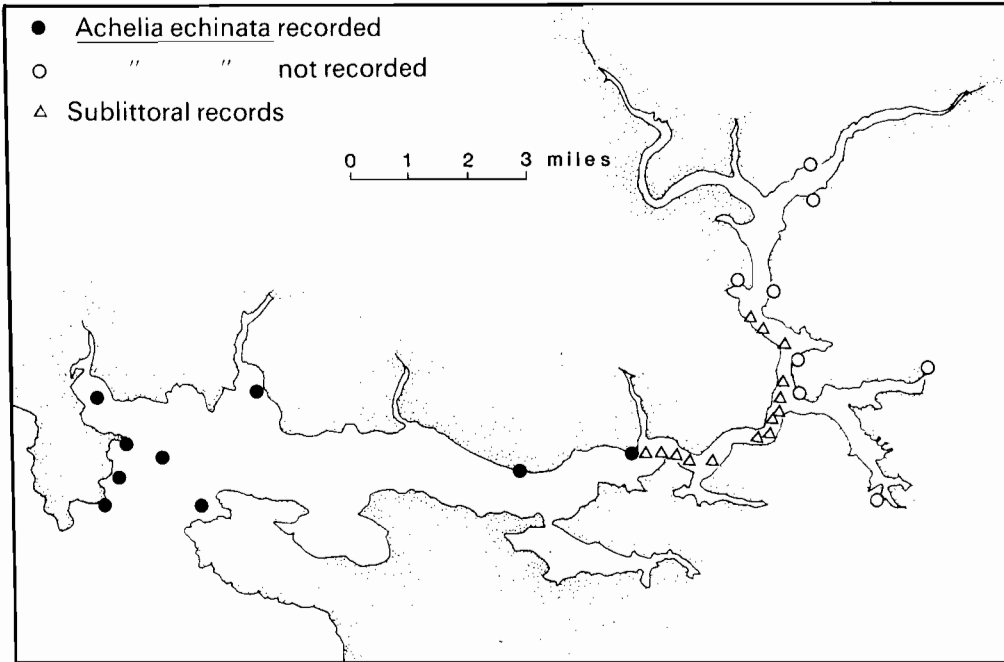 ● Achelia echinata recorded
○ " " not recorded
△ Sublittoral records
0 1 2 3 miles